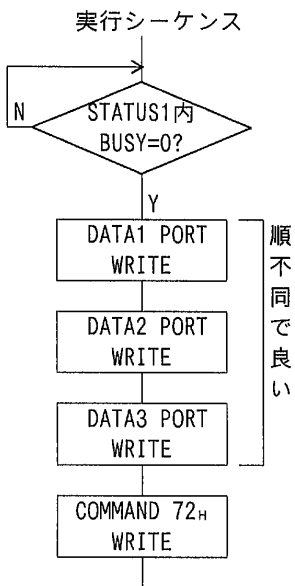 実行シーケンス
N
STATUS1内
BUSY=0?
Y
DATA1 PORT
WRITE
DATA2 PORT
WRITE
DATA3 PORT
WRITE
順不同で良い
COMMAND 72H
WRITE